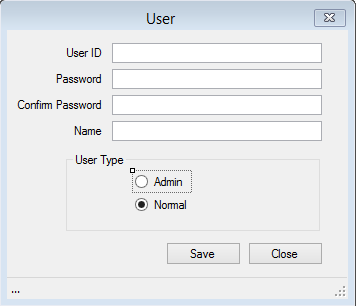 User
User ID
Password
Confirm Password
Name
User Type
Admin
Normal
Save Close
...